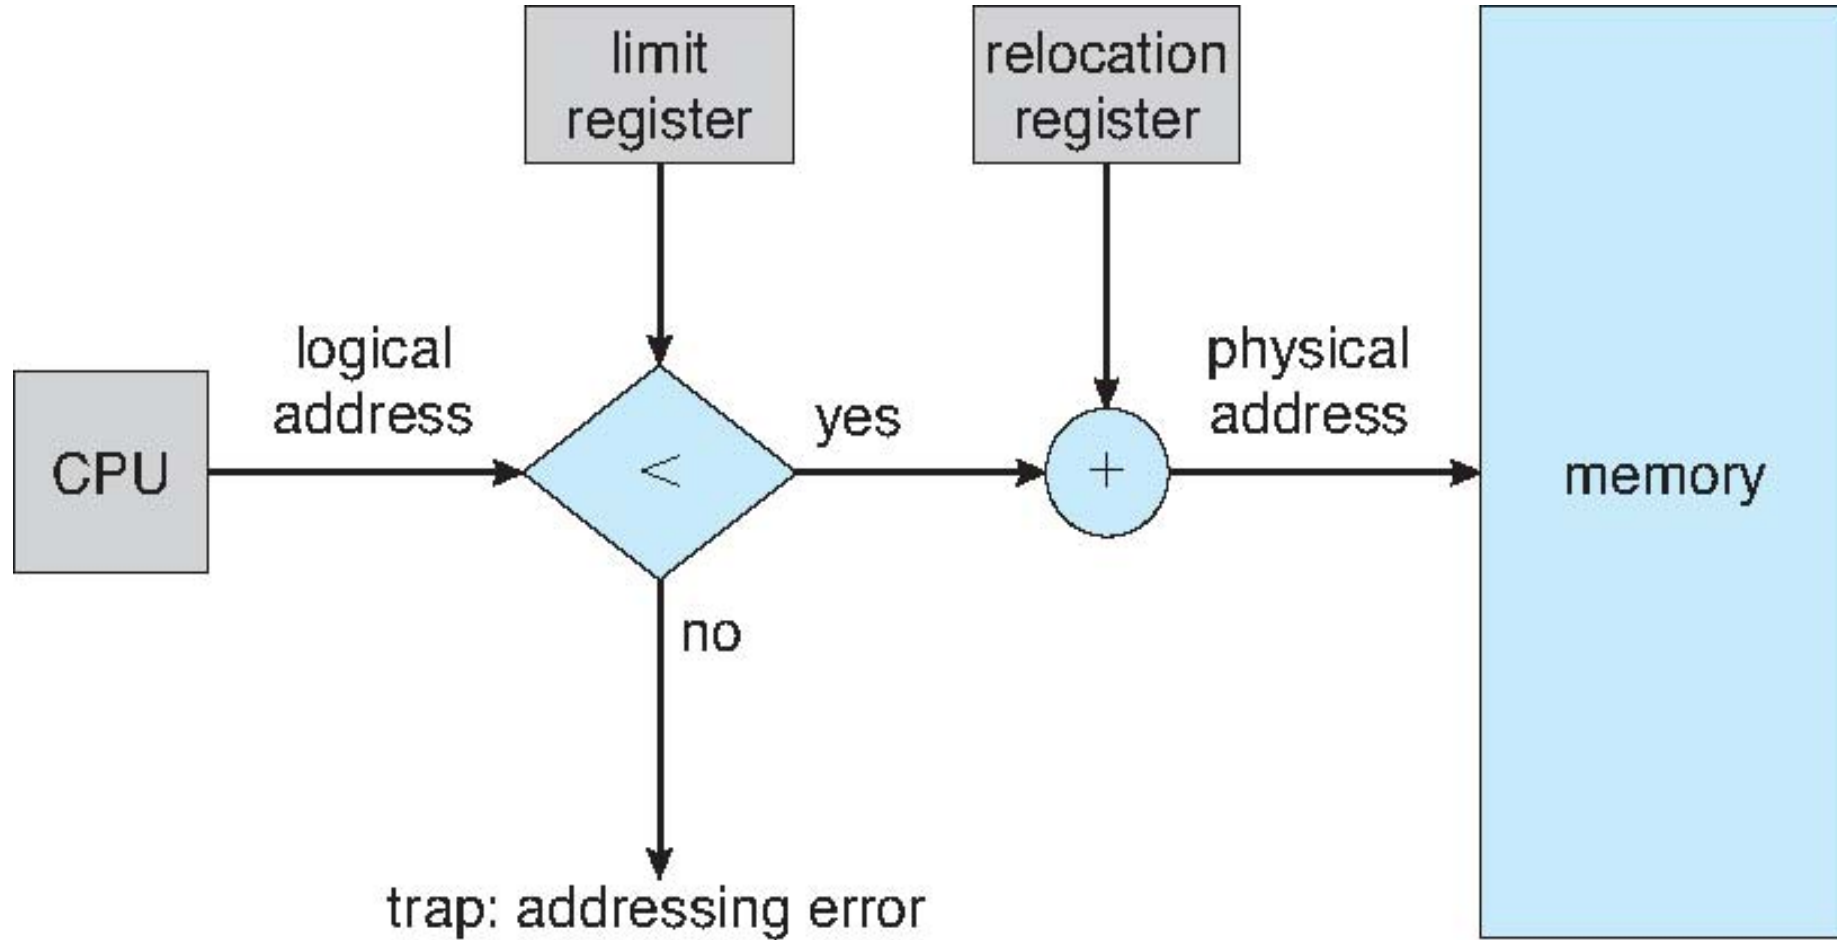 limit
register
relocation
register
logical
address
yes
physical
address
CPU
<
+
memory
no
trap: addressing error